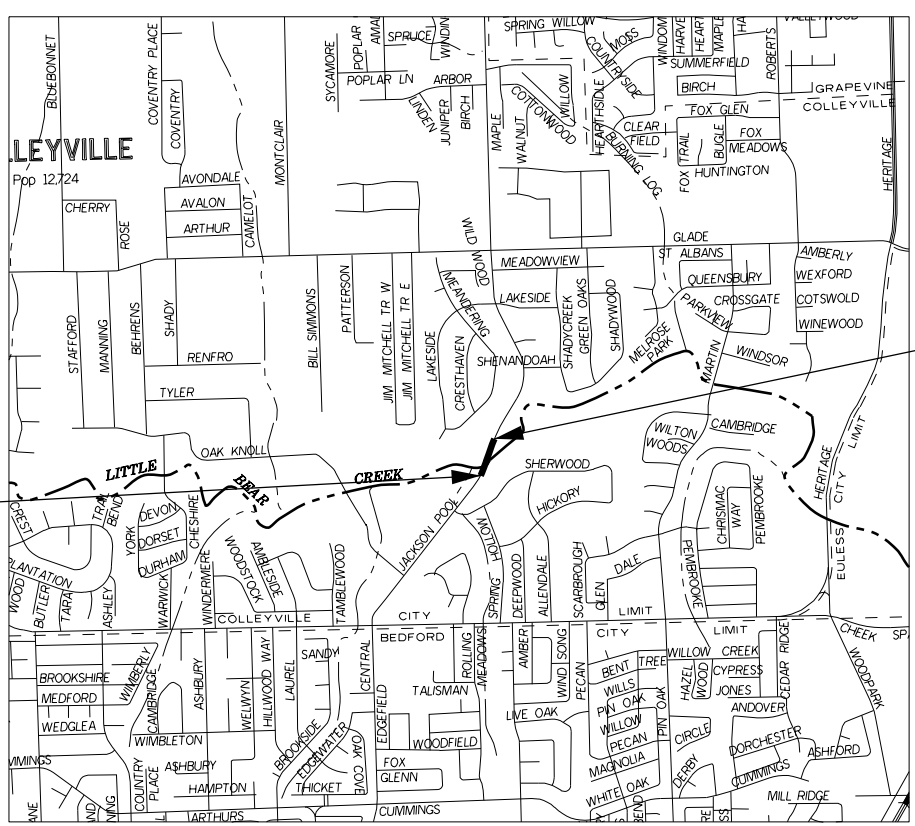 BLUEBONNET
COVENTRY PLACE
COVENTRY
MONTCLAIR
SYCAMORE
POPLAR
SPRUCE
POPLAR LN
ARBOR
LINDEN
JUNIPER
BIRCH
MAPLE
WALNUT
SPRING WILLOW
COTTONWOOD
WILLOW
COUNTRYSIDE
MOSS
HEARTHSIDE
SUMMERFIELD
BIRCH
ROBERTS
GRAPEVINE
COLLEYVILLE
FOX GLEN
CLEAR
FIELD
BURNING LOG
FOX TRAIL
BUGLE
FOX
MEADOWS
HUNTINGTON
HERITAGE
LLEYVILLE
Pop 12,724
AVONDALE
AVALON
ARTHUR
CAMELOT
CHERRY
ROSE
WILD WOOD
GLADE
ST ALBANS
MEADOWVIEW
MEANDERING
LAKESIDE
AMBERLY
WEXFORD
COTSWOLD
WINEWOOD
QUEENSBURY
CROSSGATE
PARKVIEW
WINDSOR
MARTIN
MELROSE
PARK
STAFFORD
MANNING
BEHRENS
SHADY
RENFRO
TYLER
BILL SIMMONS
PATTERSON
JIM MITCHELL TR W
JIM MITCHELL TR E
LAKESIDE
CRESTHAVEN
SHENANDOAH
SHADYCREEK
GREEN OAKS
SHADYWOOD
OAK KNOLL
LITTLE
BEAR
CREEK
WILTON
WOODS
CAMBRIDGE
HERITAGE
CITY LIMIT
EULESS
SHERWOOD
HICKORY
JACKSON POOL
HOLLOW
SPRING
DEEPWOOD
ALLENDALE
SCARBROUGH
GLEN
DALE
PEMBROOKE
CHRISMAC
WAY
PEMBROOKE
CREST
TRAIL
BEND
YORK
DEVON
DORSET
DURHAM
CHESHIRE
PLANTATION
WOOD
BUTLER
TARA
ASHLEY
WARWICK
WINDERMERE
WOODSTOCK
AMBLESIDE
TAMBLEWOOD
COLLEYVILLE
CITY
LIMIT
BEDFORD
CITY
LIMIT
CHEEK
WOODPARK
BROOKSHIRE
MEDFORD
WEDGLEA
WIMBERLY
CAMBRIDGE
ASHBURY
WELWYN
HILLWOOD WAY
LAUREL
SANDY
CENTRAL
EDGEFIELD
ROLLING
MEADOWS
TALISMAN
AMBER
WIND SONG
PECAN
LIVE OAK
WOODFIELD
BENT
TREE
WILLS
PIN OAK
WILLOW
PECAN
MAGNOLIA
WHITE OAK
PIN OAK
WILLOW CREEK
HAZEL
WOOD
CYPRESS
JONES
CEDAR RIDGE
ANDOVER
CIRCLE
DORCHESTER
ASHFORD
DERBY
CUMMINGS
MILL RIDGE
WIMBLETON
ASHBURY
HAMPTON
COUNTRY
PLACE
ARTHURS
BROOKSIDE
EDGEWATER
OAK COVE
THICKET
FOX
GLENN
CUMMINGS